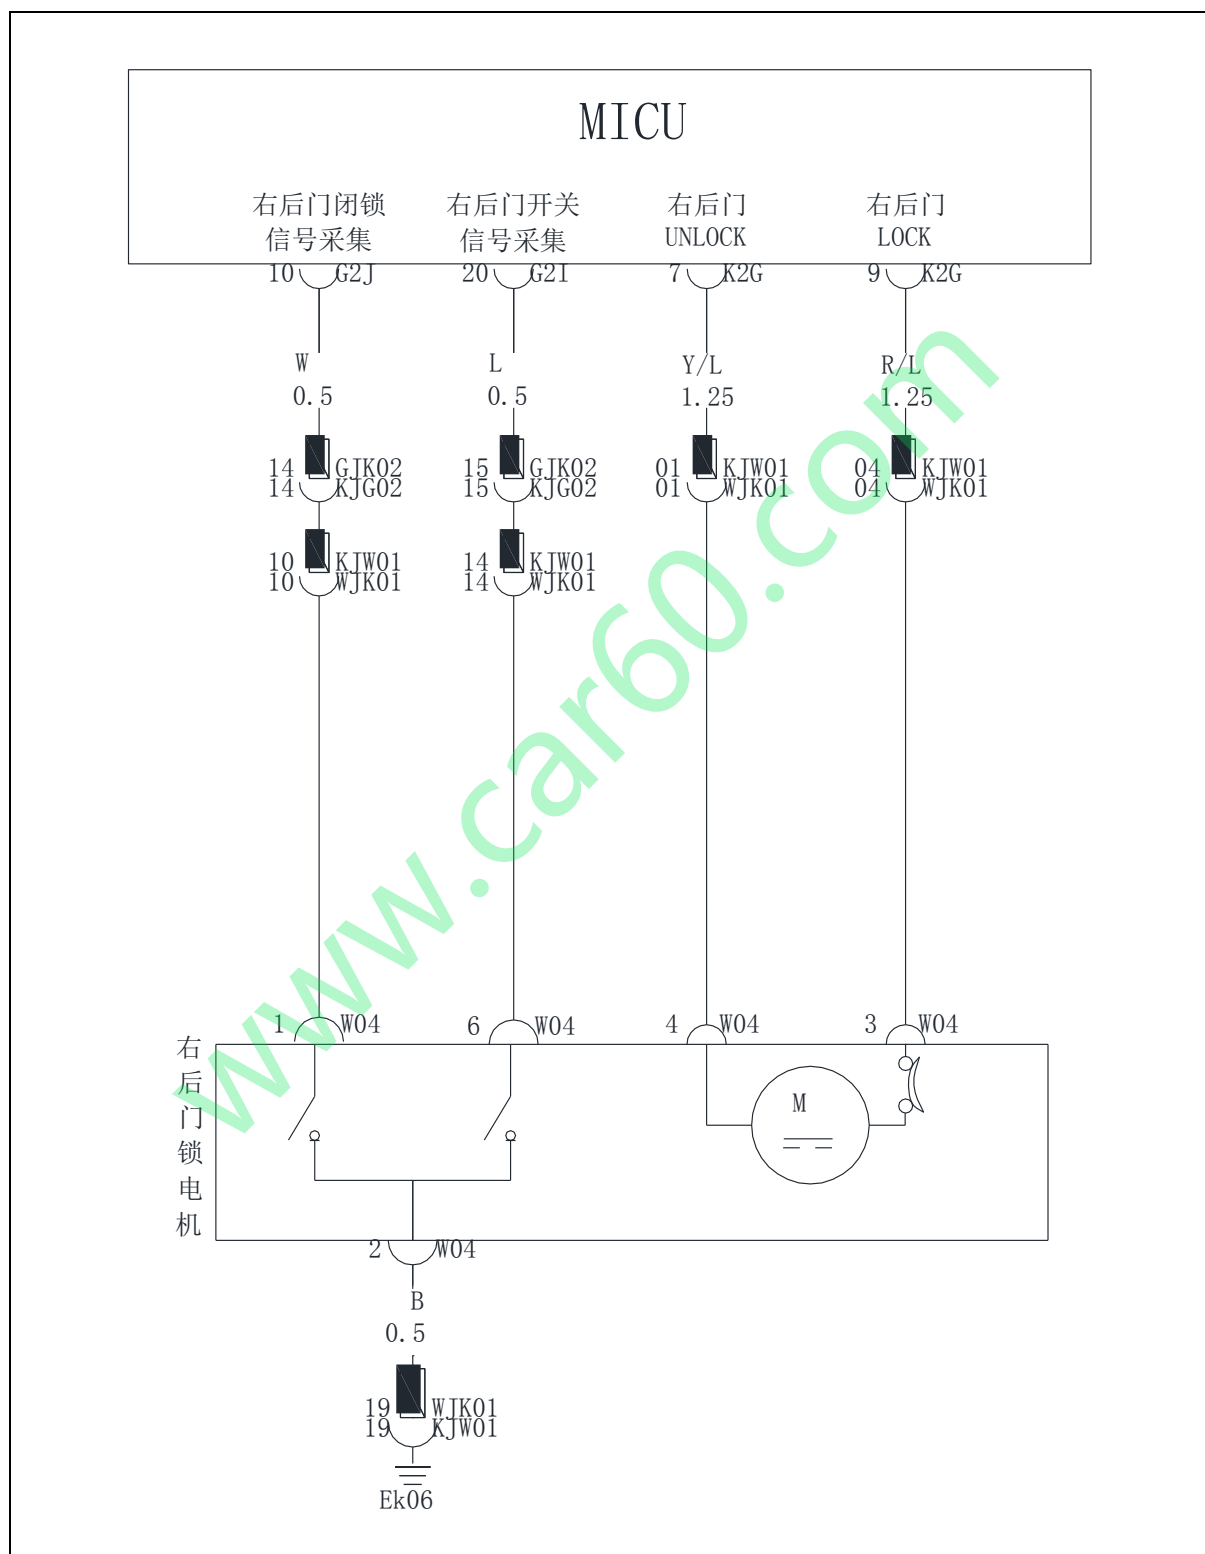 MICU
右后门闭锁 右后门开关 右后门 右后门
信号采集 信号采集 UNLOCK LOCK
10 G2J 20 G2I 7 K2G 9 K2G
W L Y/L R/L
0.5 0.5 1.25 1.25
14 GJK02 15 GJK02 01 KJW01 04 KJW01
14 KJG02 15 KJG02 01 WJK01 04 WJK01
10 KJW01 14 KJW01
10 WJK01 14 WJK01
www.car60.com
1 W04 6 W04 4 W04 3 W04
右后门锁电机
M
2 W04
B
0.5
19 WJK01
19 KJW01
Ek06